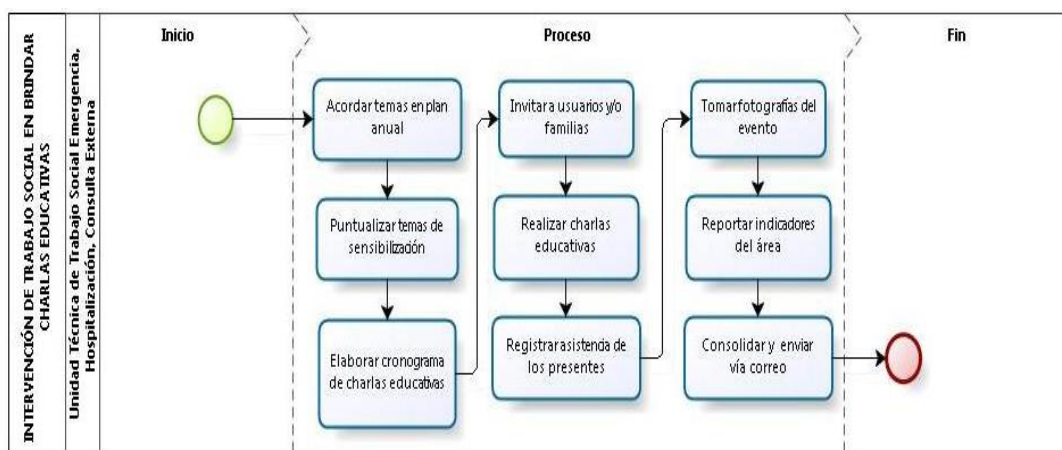 INTERVENCIÓN DE TRABAJO SOCIAL EN BRINDAR
CHARLAS EDUCATIVAS
Unidad Técnica de Trabajo Social Emergencia,
Hospitalización, Consulta Externa
Inicio
Proceso
Fin
Acordar temas en plan
anual
Puntualizar temas de
sensibilización
Elaborar cronograma
de charlas educativas
Invitar a usuarios y/o
familias
Realizar charlas
educativas
Registrar asistencia de
los presentes
Tomar fotografías del
evento
Reportar indicadores
del área
Consolidar y enviar
vía correo